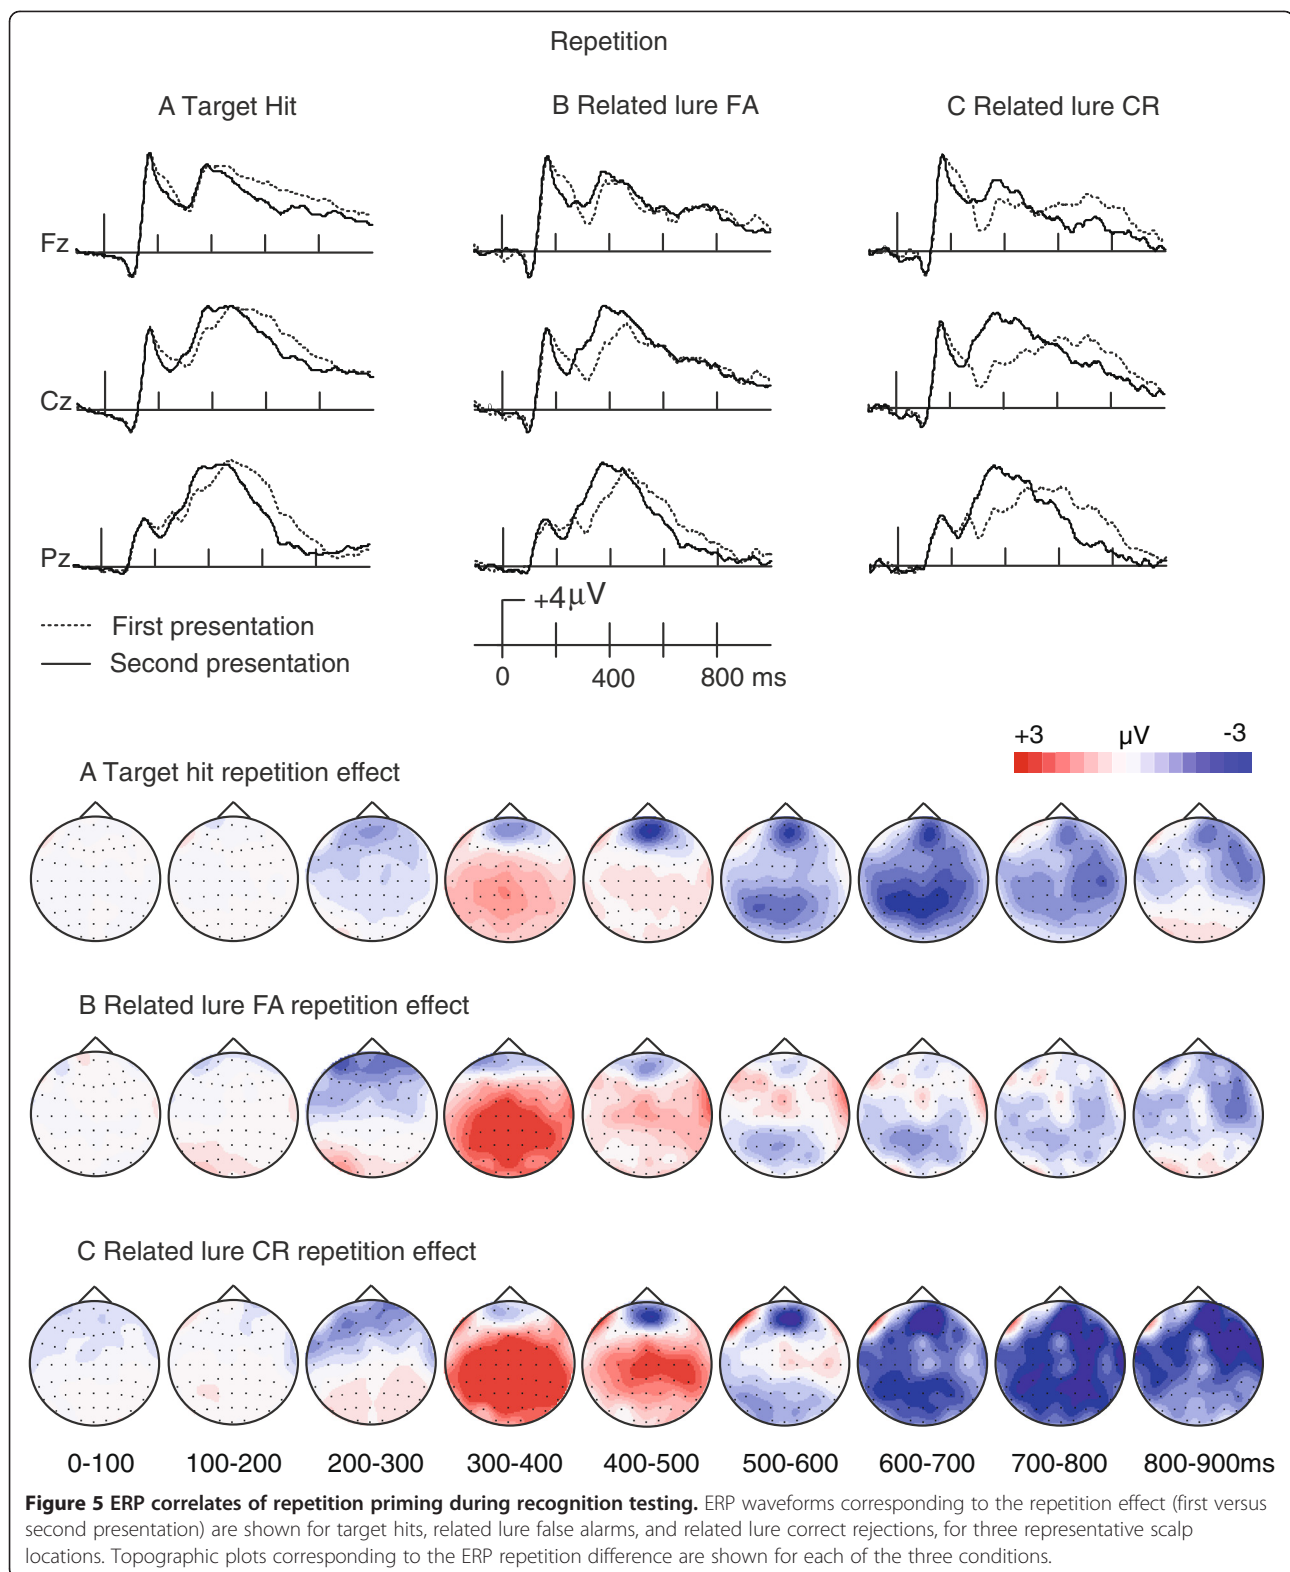 Repetition
A Target Hit
B Related lure FA
C Related lure CR
Fz
Cz
Pz
+4 µV
First presentation
Second presentation
0 400 800 ms
+3 µV -3
A Target hit repetition effect
B Related lure FA repetition effect
C Related lure CR repetition effect
0-100 100-200 200-300 300-400 400-500 500-600 600-700 700-800 800-900ms
Figure 5 ERP correlates of repetition priming during recognition testing. ERP waveforms corresponding to the repetition effect (first versus
second presentation) are shown for target hits, related lure false alarms, and related lure correct rejections, for three representative scalp
locations. Topographic plots corresponding to the ERP repetition difference are shown for each of the three conditions.